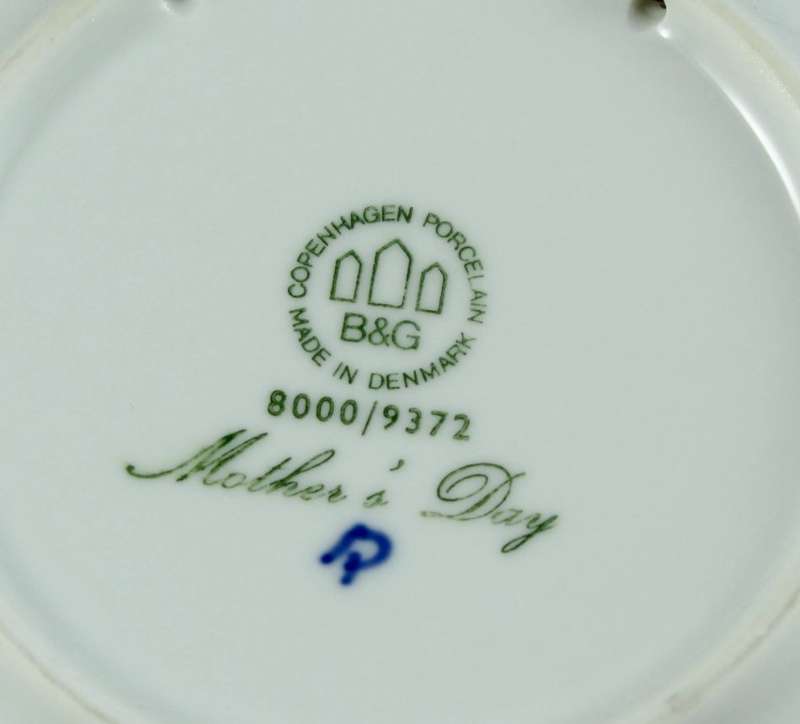 COPENHAGEN PORCELAIN
B&G
MADE IN DENMARK
8000/9372
Mother's Day